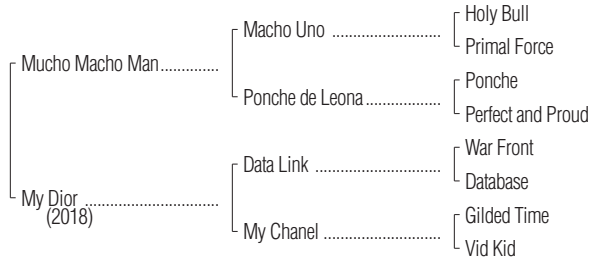 Holy Bull
Macho Uno ..................
Primal Force
Mucho Macho Man..............
Ponche
Ponche de Leona.................
Perfect and Proud
War Front
Data Link .....................
Database
My Dior ......................
(2018)
Gilded Time
My Chanel ....................
Vid Kid